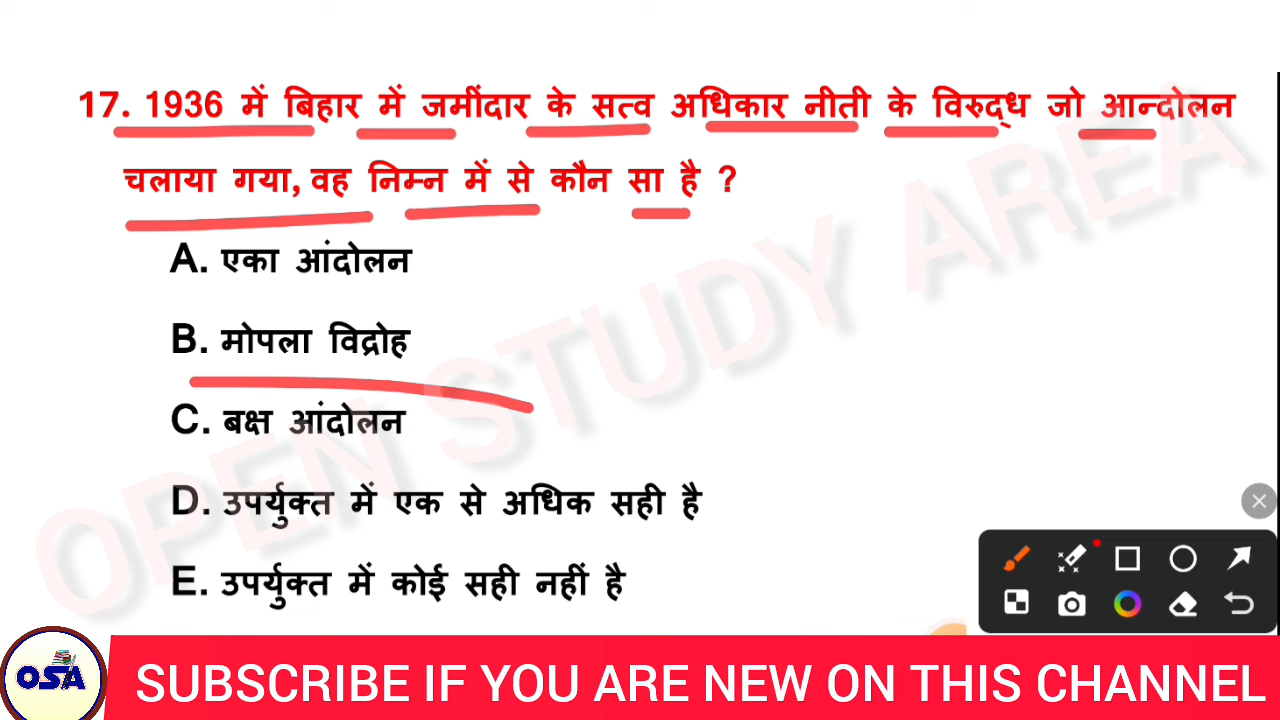 17. 1936 में बिहार में जमींदार के सत्व अधिकार नीती के विरुद्ध जो आन्दोलन
चलाया गया, वह निम्न में से कौन सा है ?
A. एका आंदोलन
B. मोपला विद्रोह
C. बक्ष आंदोलन
D. उपर्युक्त में एक से अधिक सही है
E. उपर्युक्त में कोई सही नहीं है
OPEN STUDY AREA
OSA
SUBSCRIBE IF YOU ARE NEW ON THIS CHANNEL